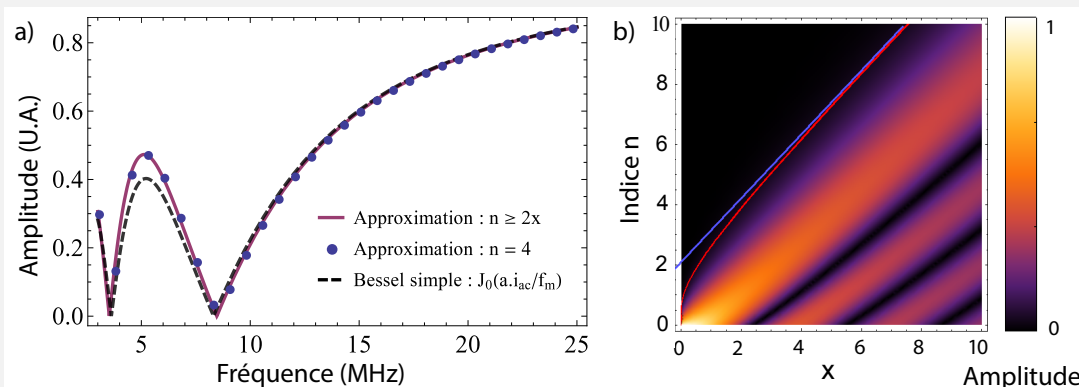 a)
Amplitude (U.A.)
0.8
0.6
0.4
0.2
0.0
5
10
15
20
25
Fréquence (MHz)
Approximation : n ≥ 2x
Approximation : n = 4
Bessel simple : J₀(a.i_ac/f_m)
b)
Indice n
10
8
6
4
2
0
0
2
4
6
8
10
x
1
0
Amplitude